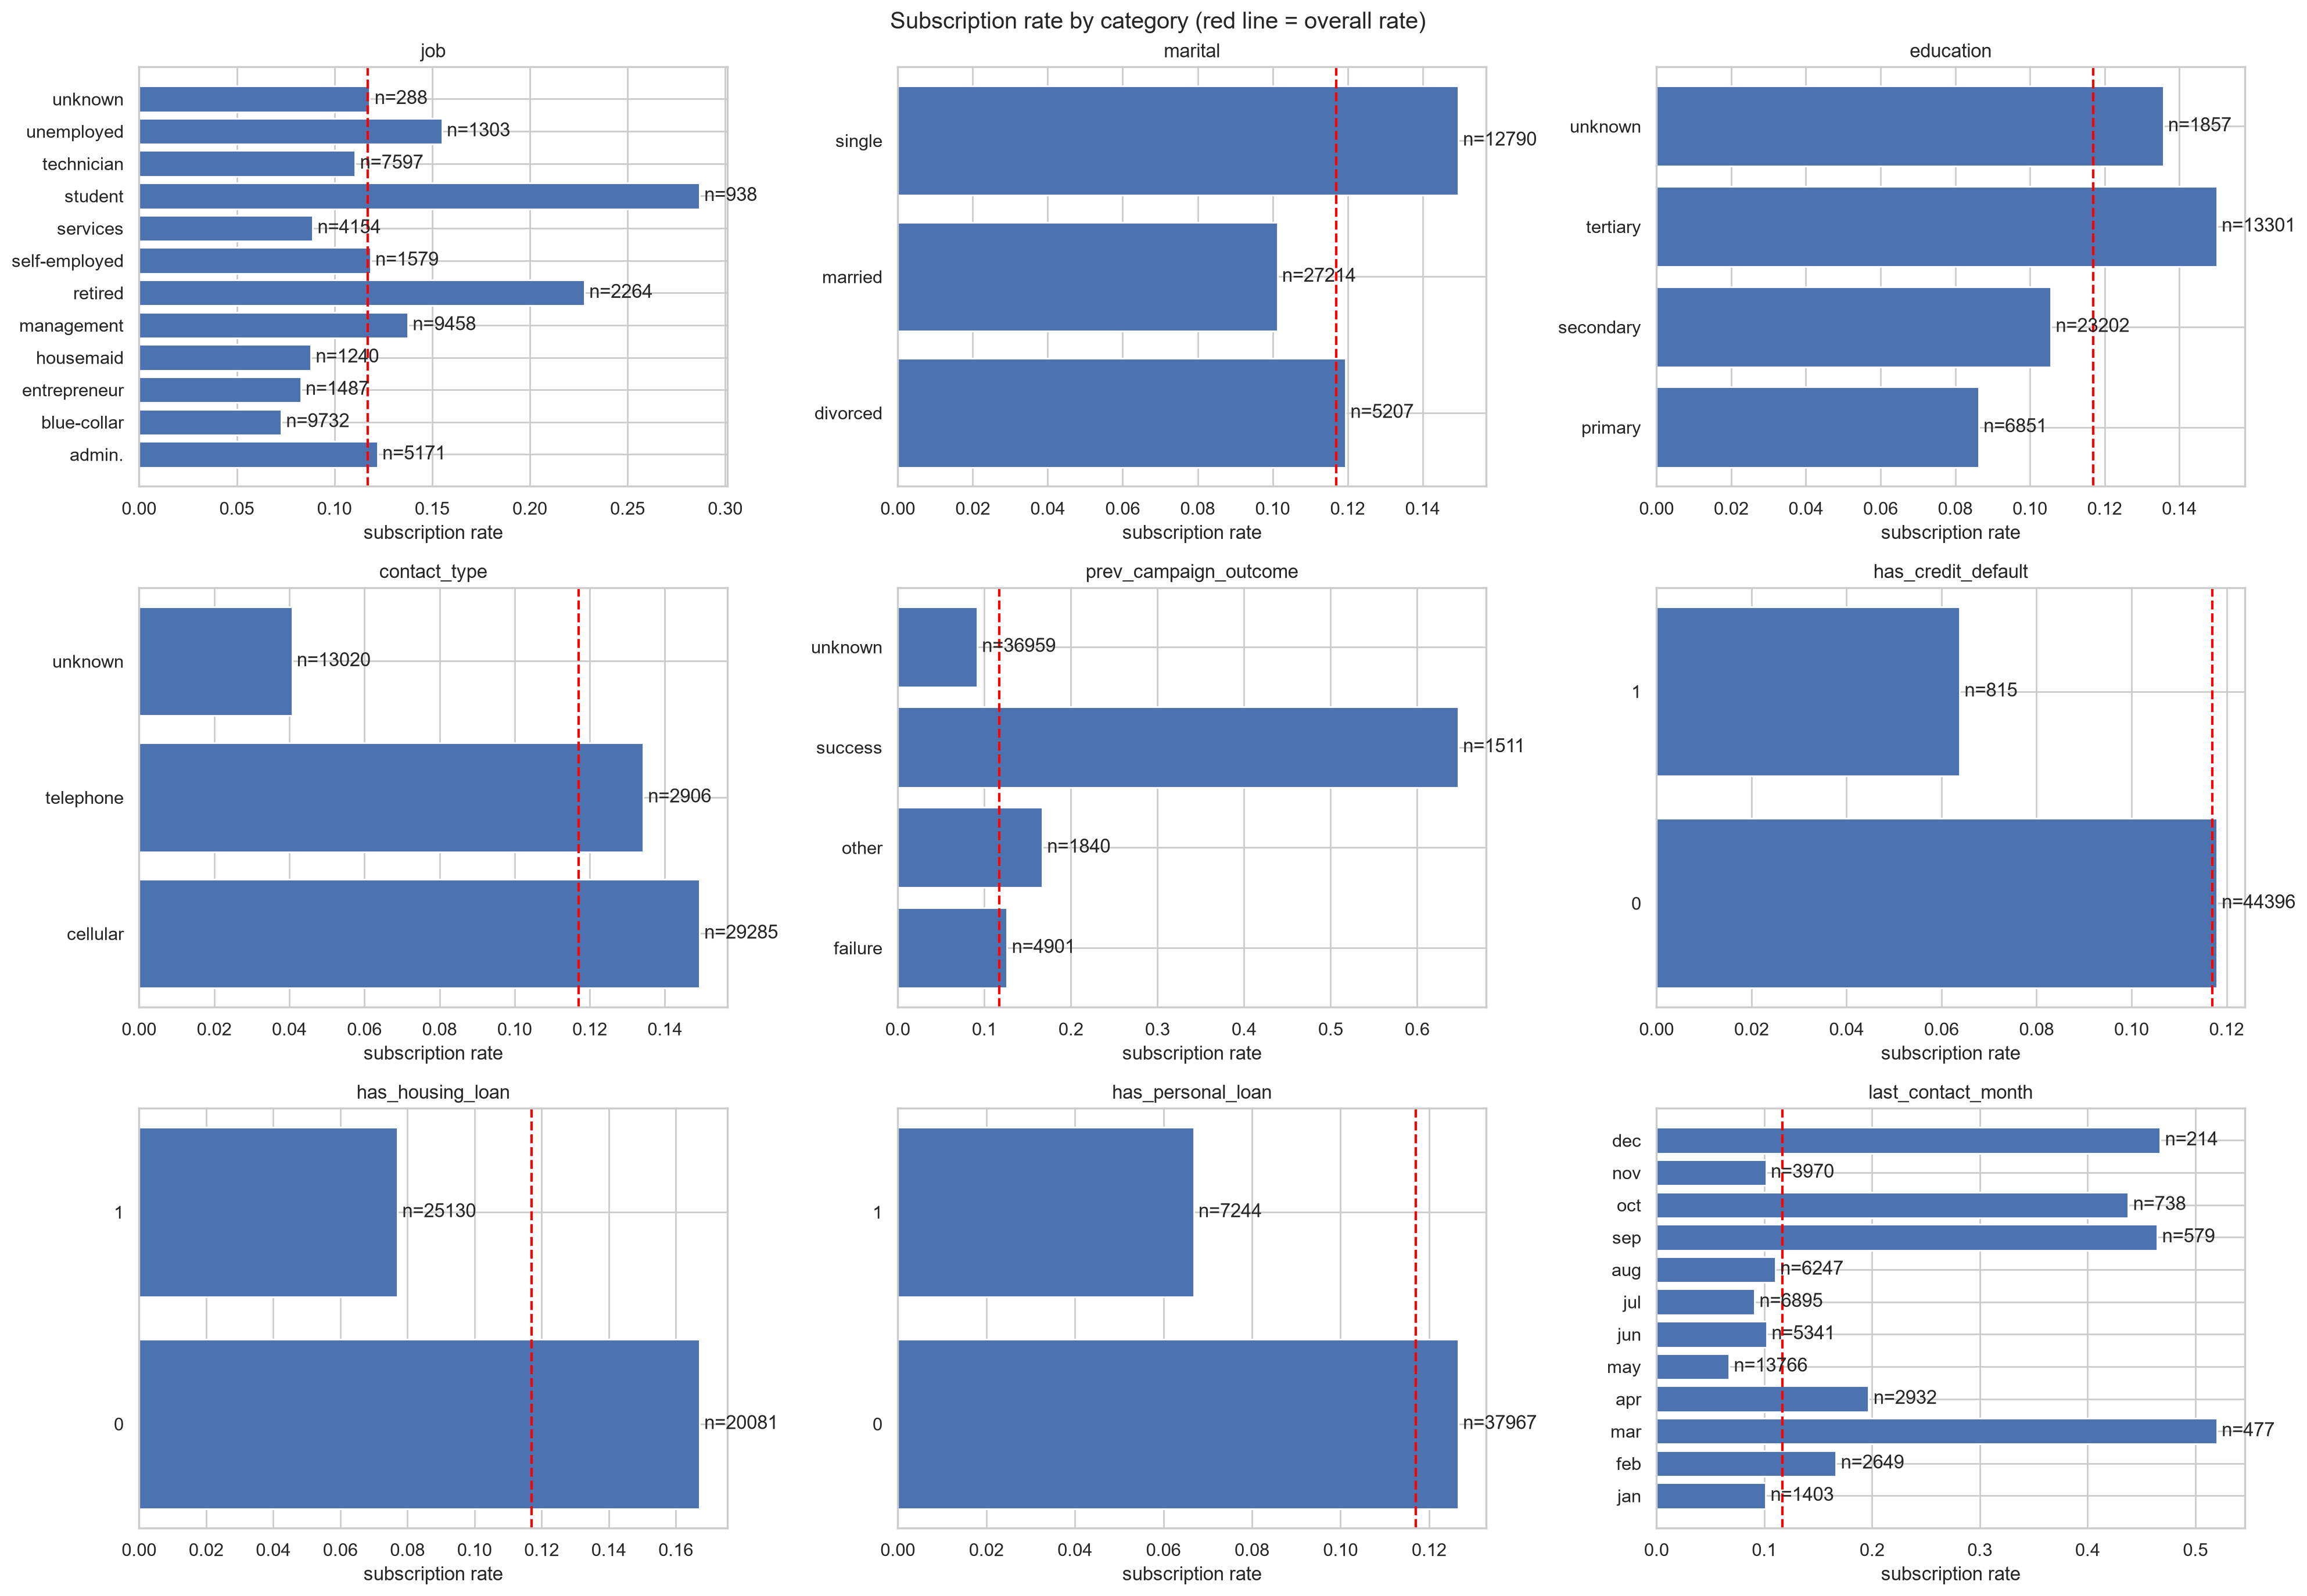 Subscription rate by category (red line = overall rate)
job
unknown n=288
unemployed n=1303
technician n=7597
student n=938
services n=4154
self-employed n=1579
retired n=2264
management n=9458
housemaid n=1240
entrepreneur n=1487
blue-collar n=9732
admin. n=5171
0.00 0.05 0.10 0.15 0.20 0.25 0.30
subscription rate
marital
single n=12790
married n=27214
divorced n=5207
0.00 0.02 0.04 0.06 0.08 0.10 0.12 0.14
subscription rate
education
unknown n=1857
tertiary n=13301
secondary n=23202
primary n=6851
0.00 0.02 0.04 0.06 0.08 0.10 0.12 0.14
subscription rate
contact_type
unknown n=13020
telephone n=2906
cellular n=29285
0.00 0.02 0.04 0.06 0.08 0.10 0.12 0.14
subscription rate
prev_campaign_outcome
unknown n=36959
success n=1511
other n=1840
failure n=4901
0.0 0.1 0.2 0.3 0.4 0.5 0.6
subscription rate
has_credit_default
1 n=815
0 n=44396
0.00 0.02 0.04 0.06 0.08 0.10 0.12
subscription rate
has_housing_loan
1 n=25130
0 n=20081
0.00 0.02 0.04 0.06 0.08 0.10 0.12 0.14 0.16
subscription rate
has_personal_loan
1 n=7244
0 n=37967
0.00 0.02 0.04 0.06 0.08 0.10 0.12
subscription rate
last_contact_month
dec n=214
nov n=3970
oct n=738
sep n=579
aug n=6247
jul n=6895
jun n=5341
may n=13766
apr n=2932
mar n=477
feb n=2649
jan n=1403
0.0 0.1 0.2 0.3 0.4 0.5
subscription rate